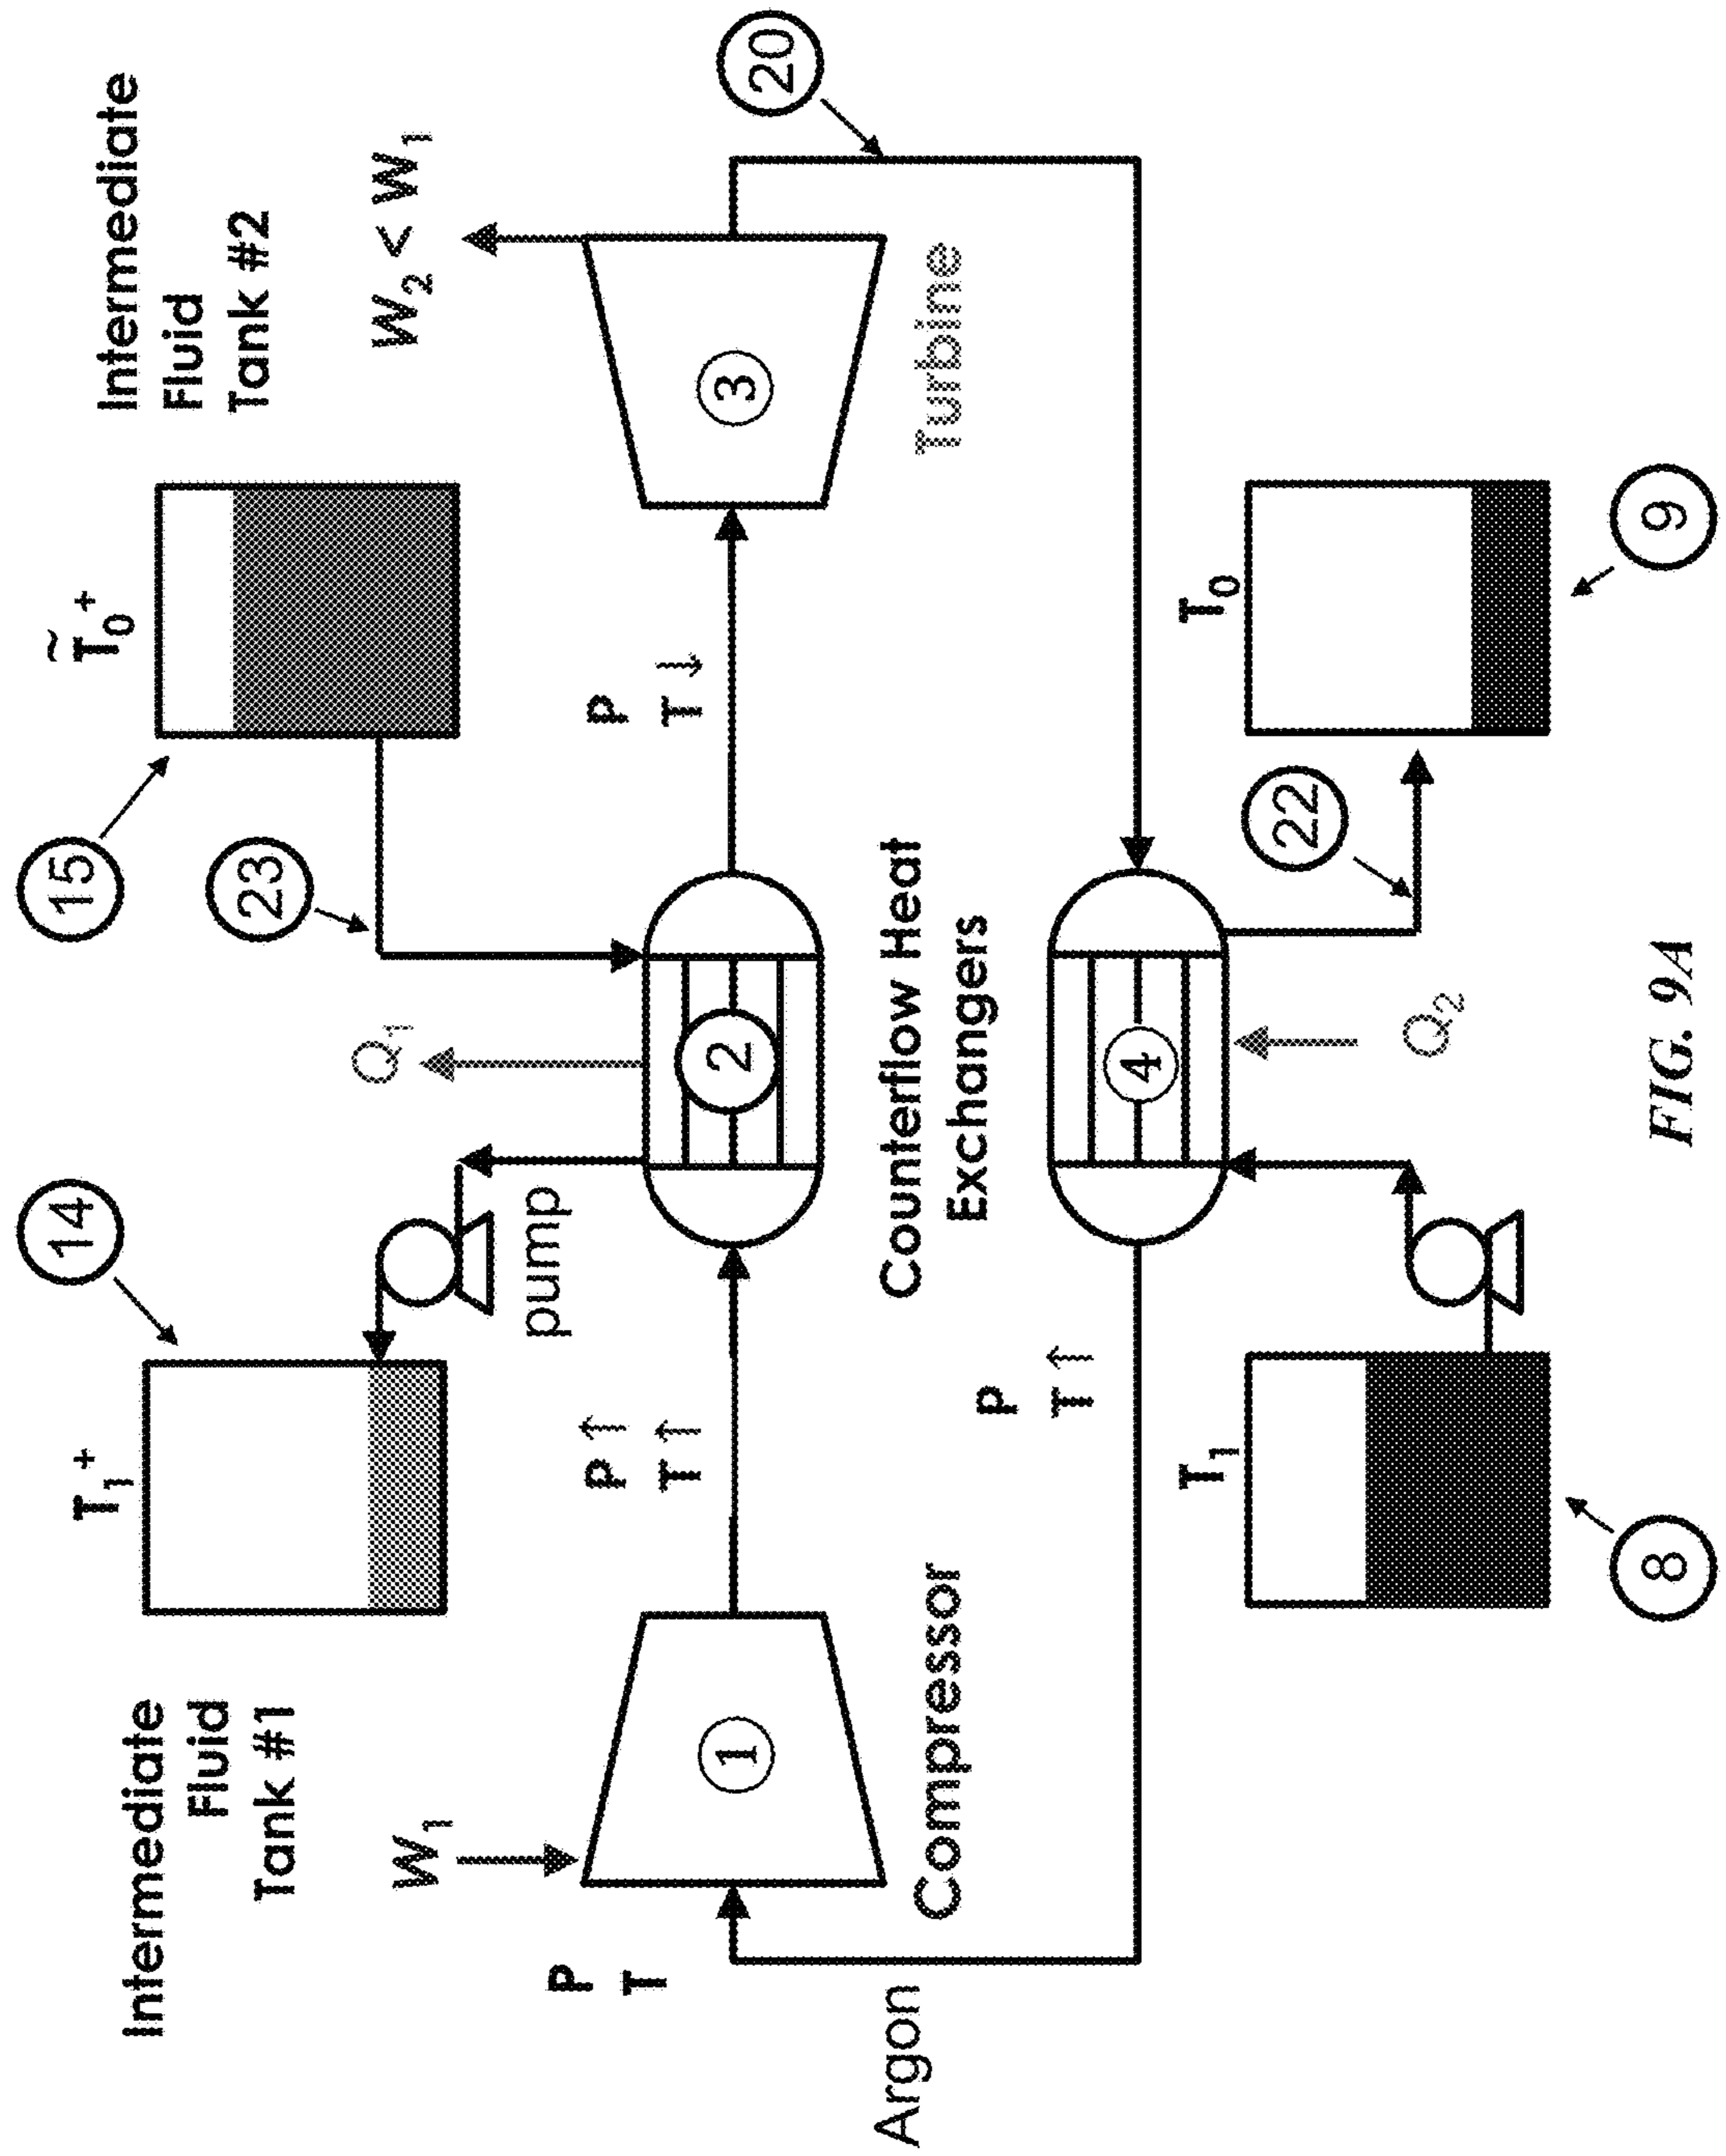 Intermediate
Fluid
Tank #1
T₁⁺
14
15
T̃₀⁺
Intermediate
Fluid
Tank #2
W₁
pump
Q₁
23
W₂ < W₁
P
T
P↑
T↑
P
T↓
20
1
2
3
Compressor
Counterflow Heat
Exchangers
Turbine
Argon
P
T↑
4
Q₂
22
T₁
T₀
8
9
FIG. 9A